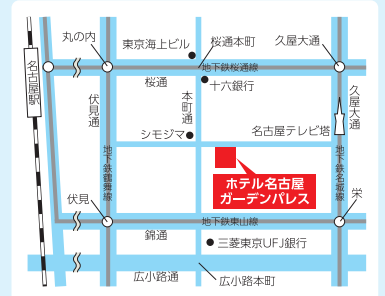 丸の内
東京海上ビル
桜通本町
久屋大通
地下鉄桜通線
名古屋駅
桜通
十六銀行
伏見通
本町通
久屋大通
シモジマ
名古屋テレビ塔
地下鉄鶴舞線
地下鉄名城線
ホテル名古屋
ガーデンパレス
伏見
栄
地下鉄東山線
錦通
三菱東京UFJ銀行
広小路通
広小路本町